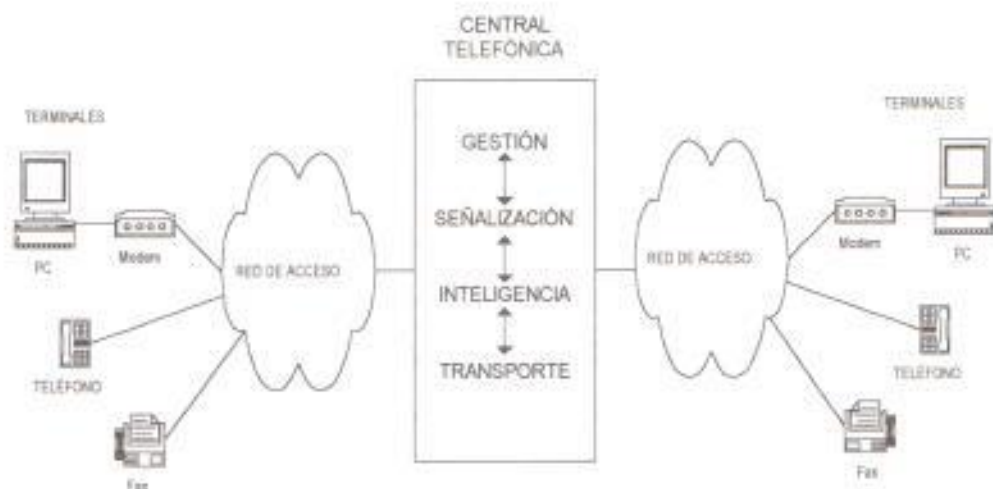 CENTRAL
TELEFÓNICA
TERMINALES
TERMINALES
GESTIÓN
SEÑALIZACIÓN
INTELIGENCIA
TRANSPORTE
PC
Modem
RED DE ACCESO
RED DE ACCESO
Modem
PC
TELÉFONO
TELÉFONO
Fax
Fax